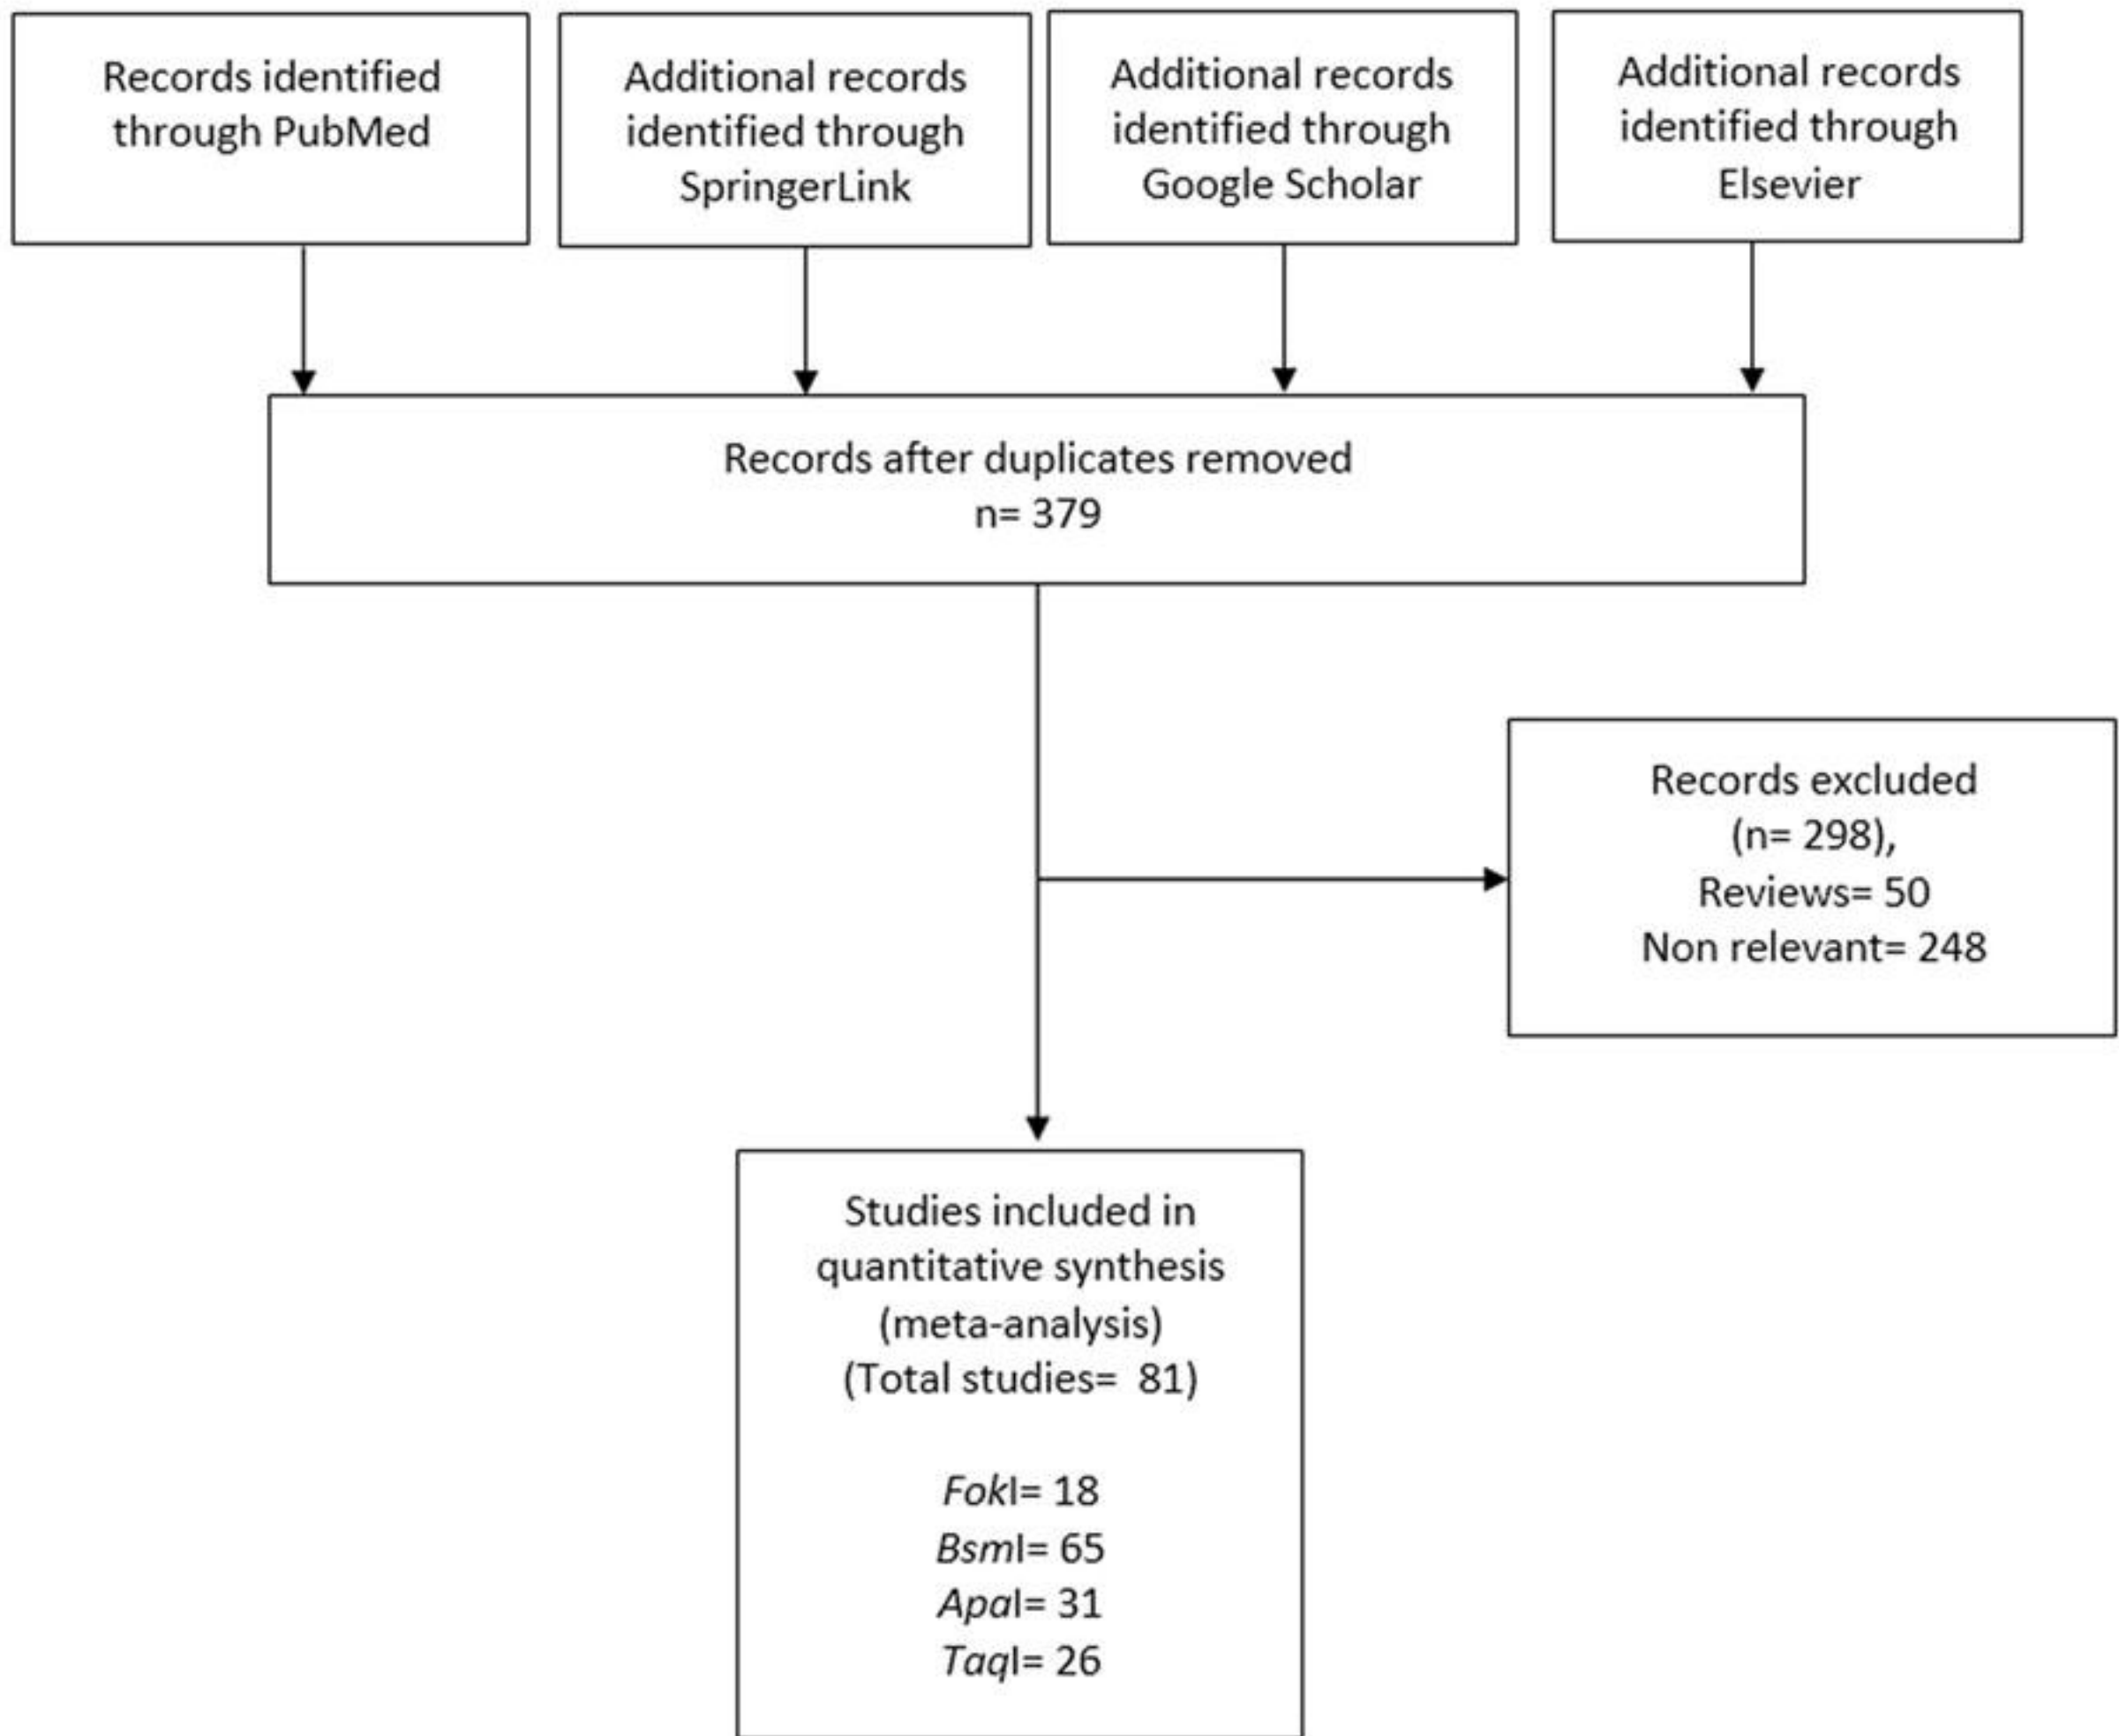 Records identified
through PubMed
Additional records
identified through
SpringerLink
Additional records
identified through
Google Scholar
Additional records
identified through
Elsevier
Records after duplicates removed
n= 379
Records excluded
(n= 298),
Reviews= 50
Non relevant= 248
Studies included in
quantitative synthesis
(meta-analysis)
(Total studies=  81)
FokI= 18
BsmI= 65
ApaI= 31
TaqI= 26